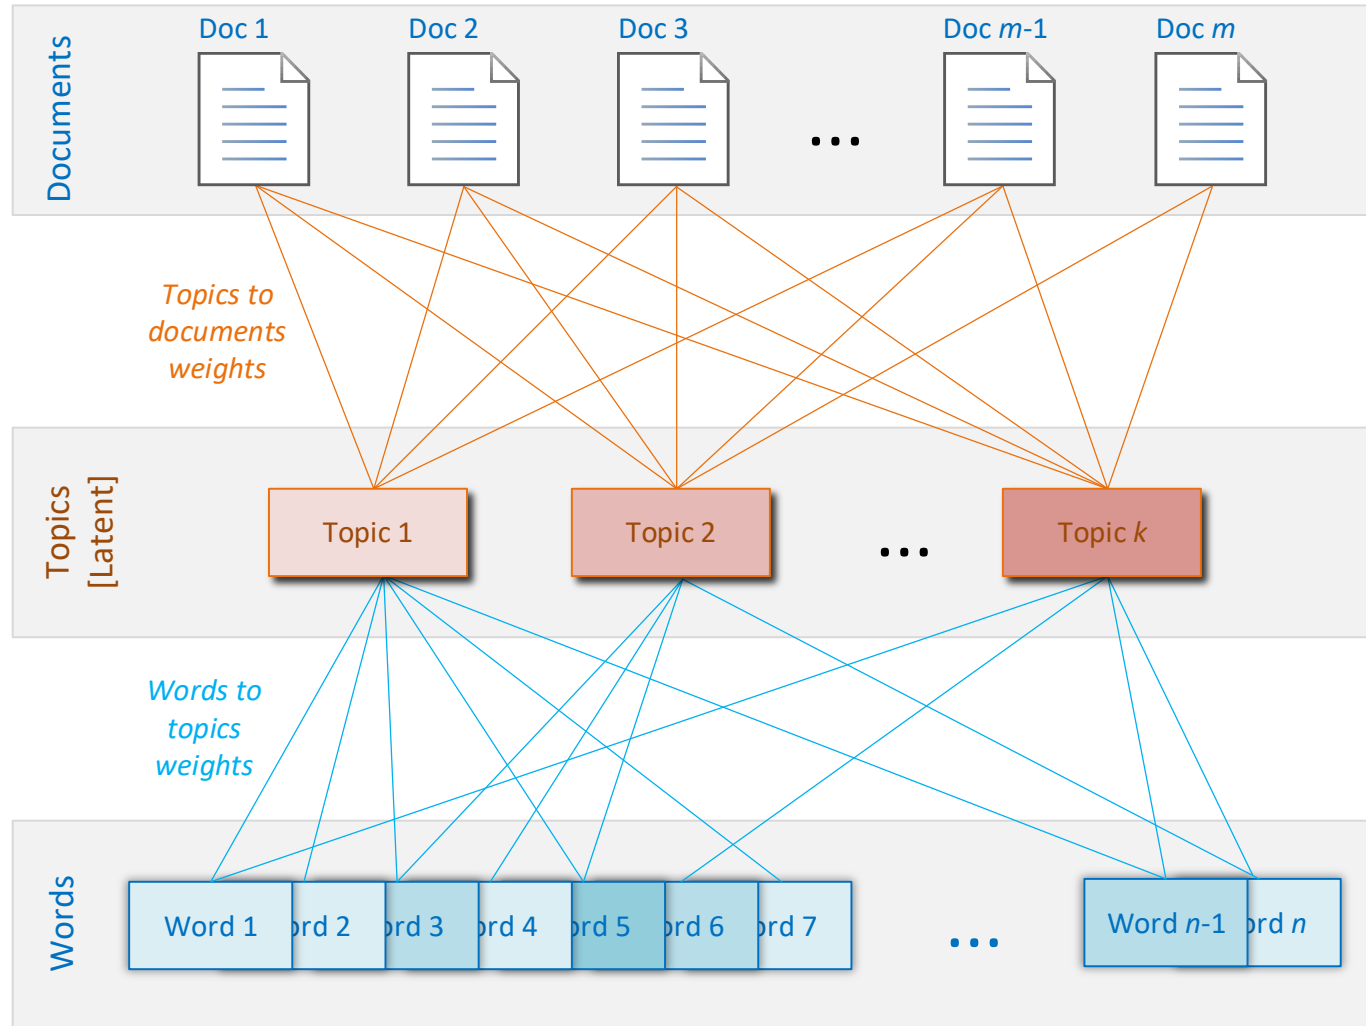 Documents
Doc 1
Doc 2
Doc 3
...
Doc m-1
Doc m
Topics to
documents
weights
Topics
[Latent]
Topic 1
Topic 2
...
Topic k
Words to
topics
weights
Words
Word 1
ord 2
ord 3
ord 4
ord 5
ord 6
ord 7
...
Word n-1
ord n